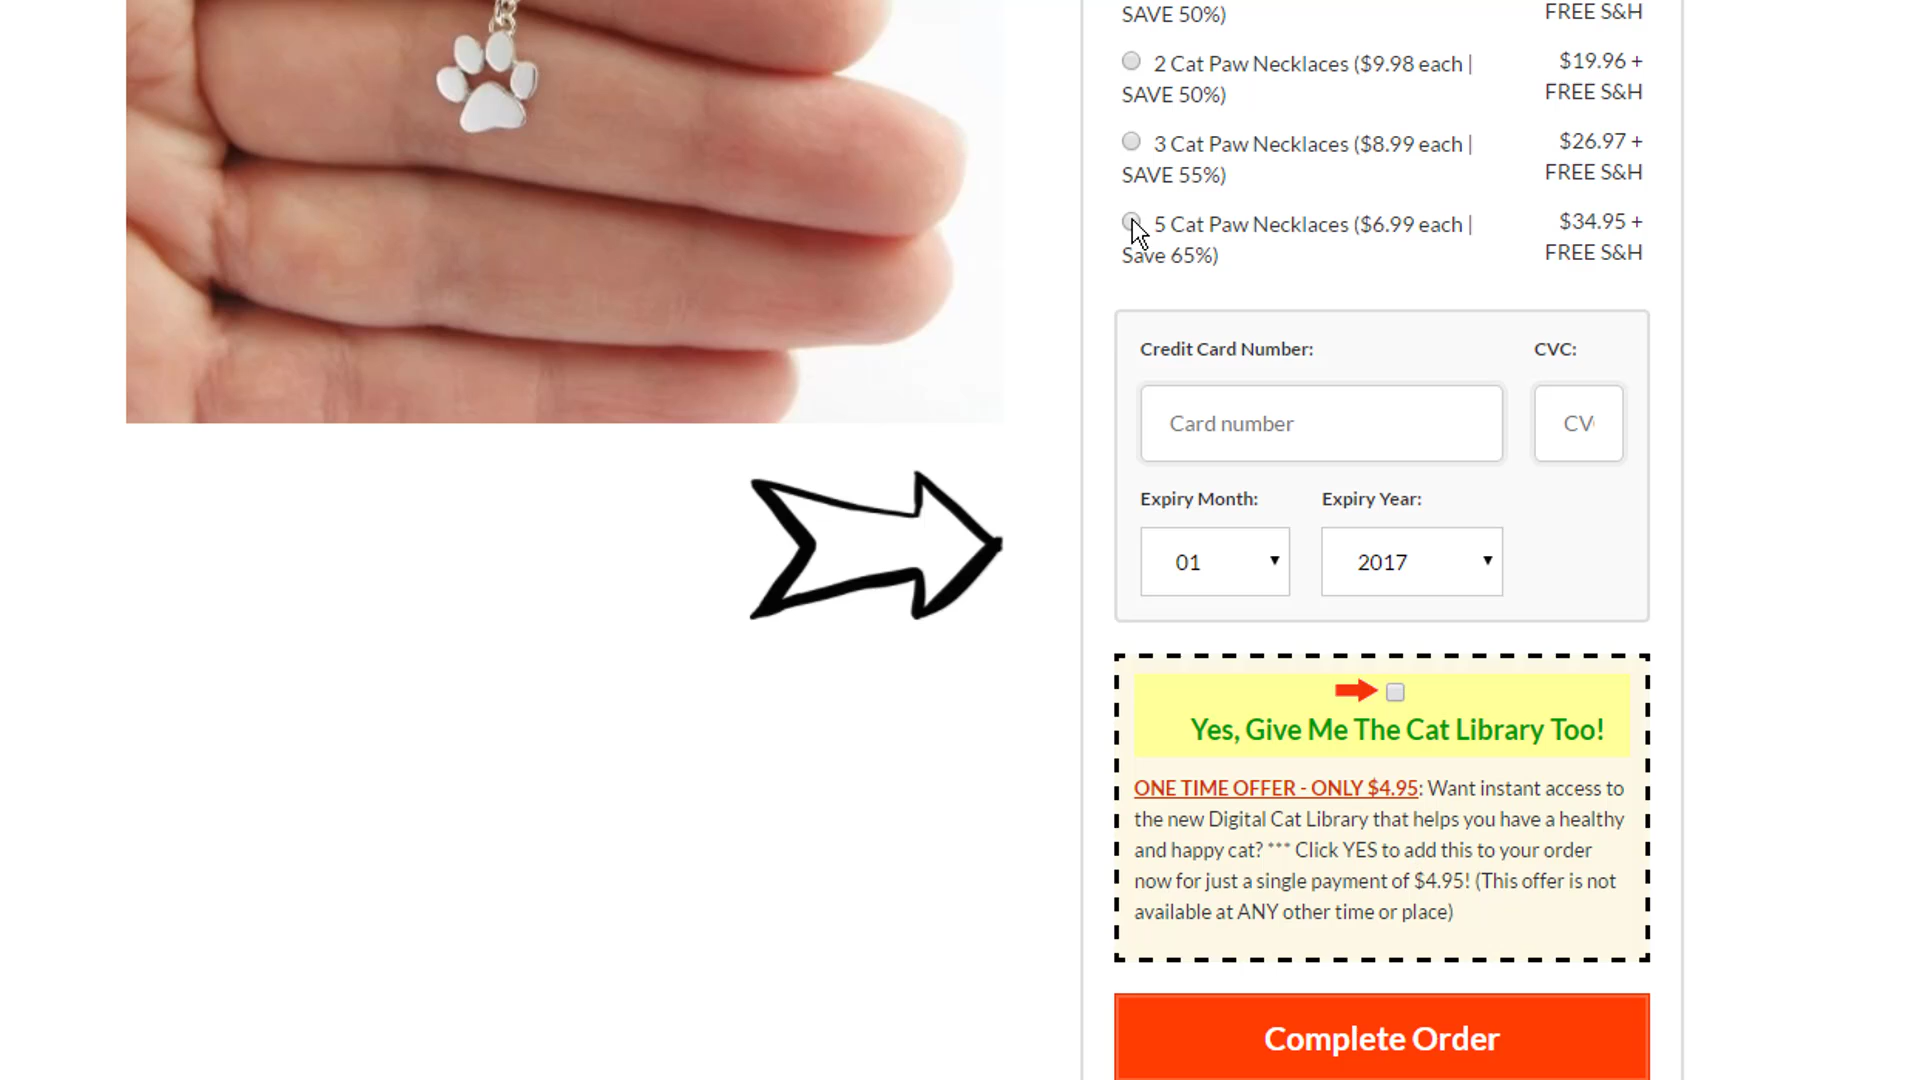 SAVE 50%) FREE S&H
2 Cat Paw Necklaces ($9.98 each | $19.96 +
SAVE 50%) FREE S&H
3 Cat Paw Necklaces ($8.99 each | $26.97 +
SAVE 55%) FREE S&H
5 Cat Paw Necklaces ($6.99 each | $34.95 +
Save 65%) FREE S&H
Credit Card Number: CVC:
Card number CV
Expiry Month: Expiry Year:
01 2017
Yes, Give Me The Cat Library Too!
ONE TIME OFFER - ONLY $4.95: Want instant access to
the new Digital Cat Library that helps you have a healthy
and happy cat? *** Click YES to add this to your order
now for just a single payment of $4.95! (This offer is not
available at ANY other time or place)
Complete Order